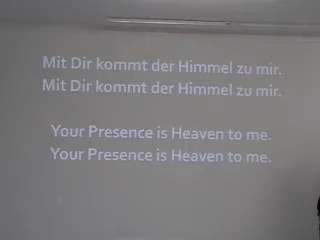 Mit Dir kommt der Himmel zu mir.
Mit Dir kommt der Himmel zu mir.
Your Presence is Heaven to me.
Your Presence is Heaven to me.